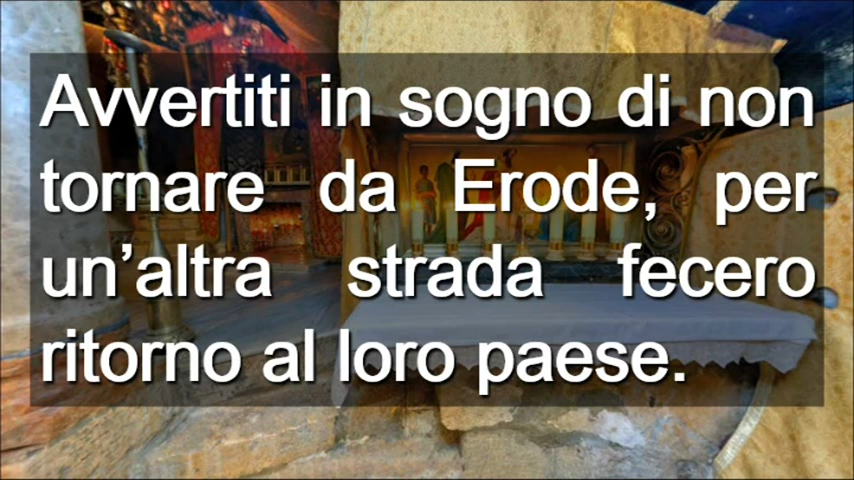 Avvertiti in sogno di non
tornare da Erode, per
un’altra strada fecero
ritorno al loro paese.